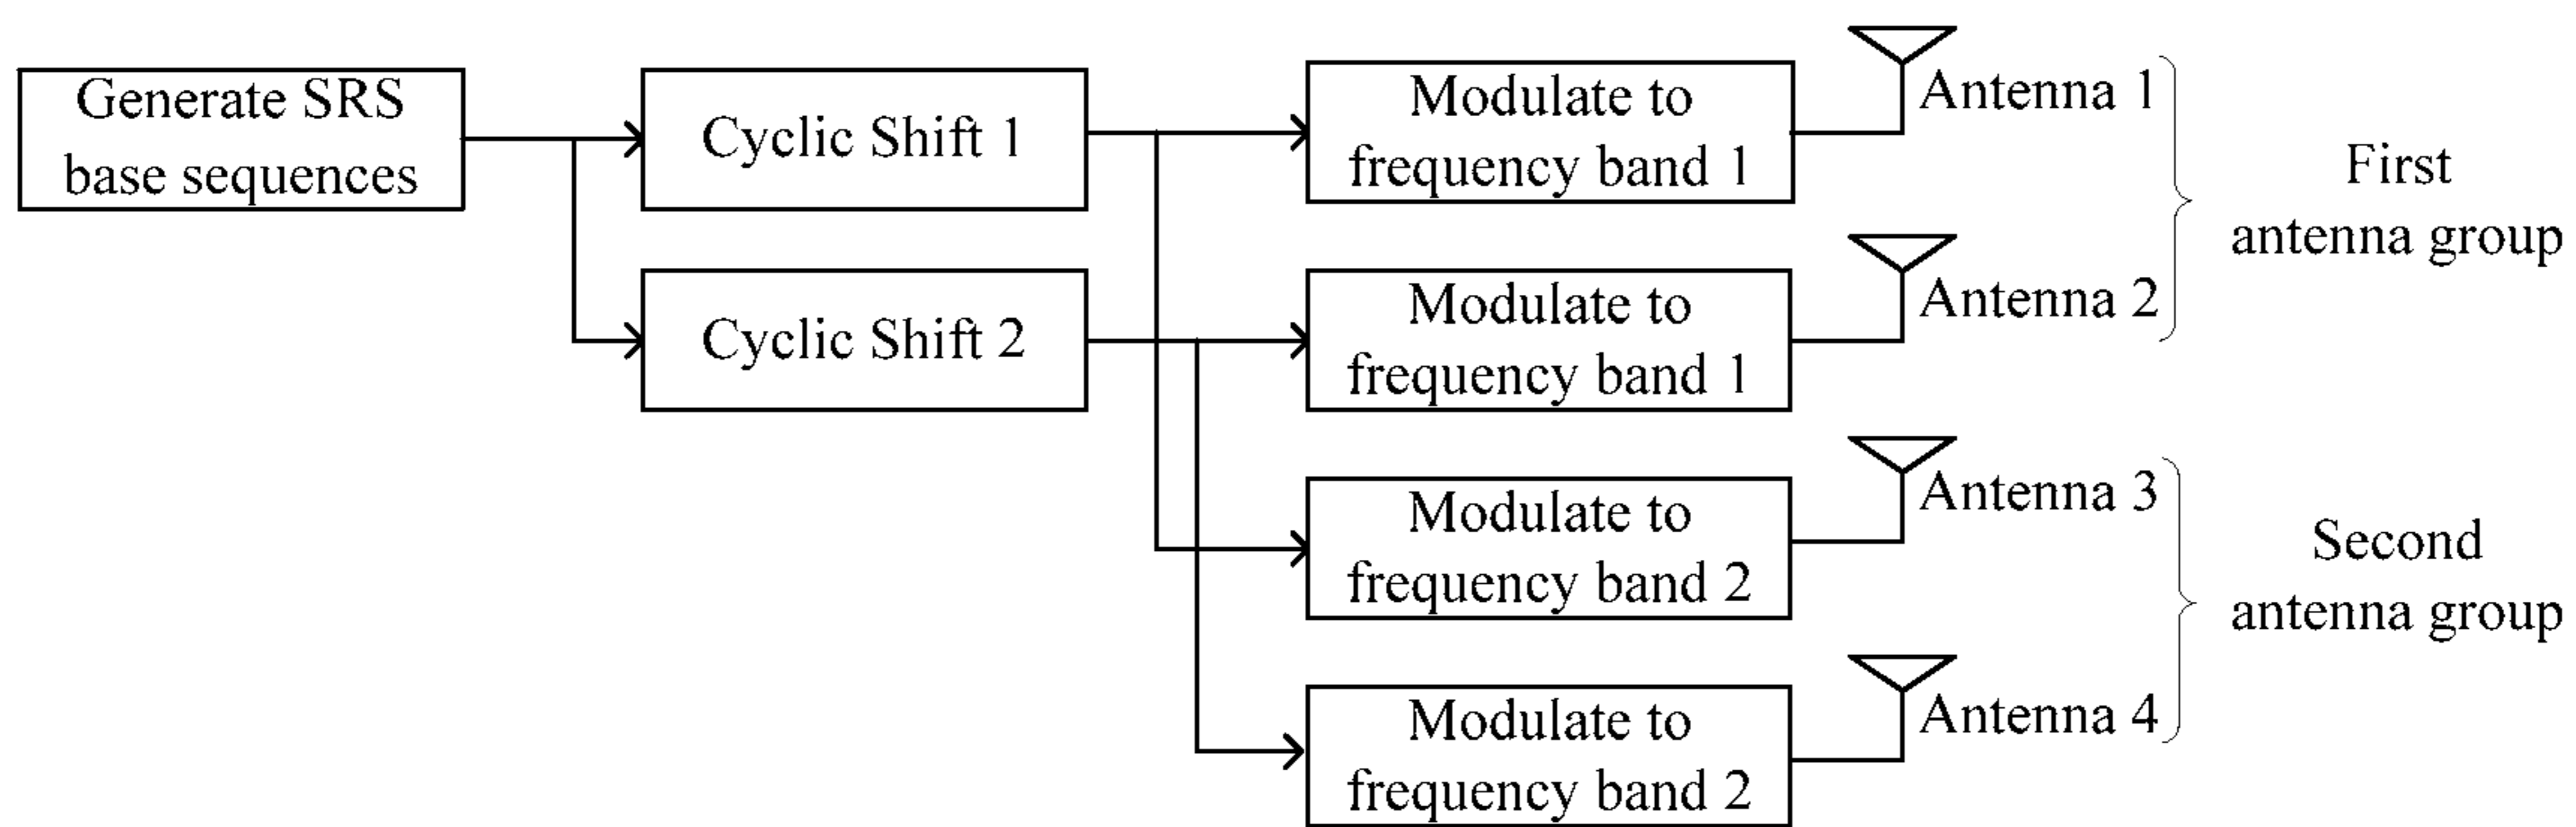 Generate SRS
base sequences
Cyclic Shift 1
Modulate to
frequency band 1
Antenna 1
First
antenna group
Cyclic Shift 2
Modulate to
frequency band 1
Antenna 2
Modulate to
frequency band 2
Antenna 3
Second
antenna group
Modulate to
frequency band 2
Antenna 4